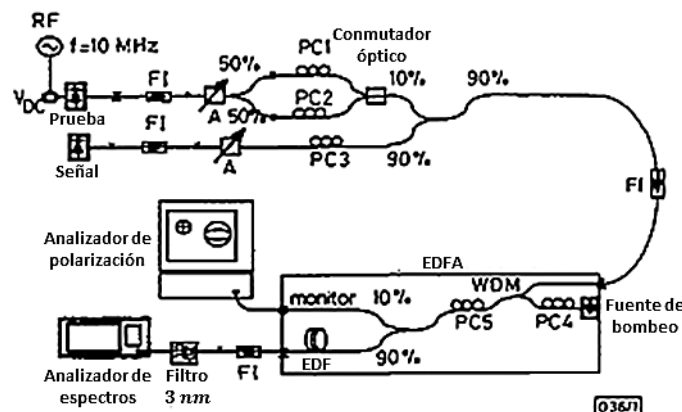 RF
f=10 MHz
VDC
Prueba
FI
A
50%
50%
PC1
PC2
Conmutador
óptico
10%
90%
Señal
FI
A
PC3
90%
FI
Analizador de
polarización
EDFA
monitor
10%
WDM
PC5
PC4
Fuente de
bombeo
EDF
90%
Analizador de
espectros
Filtro
3 nm
FI
036/1